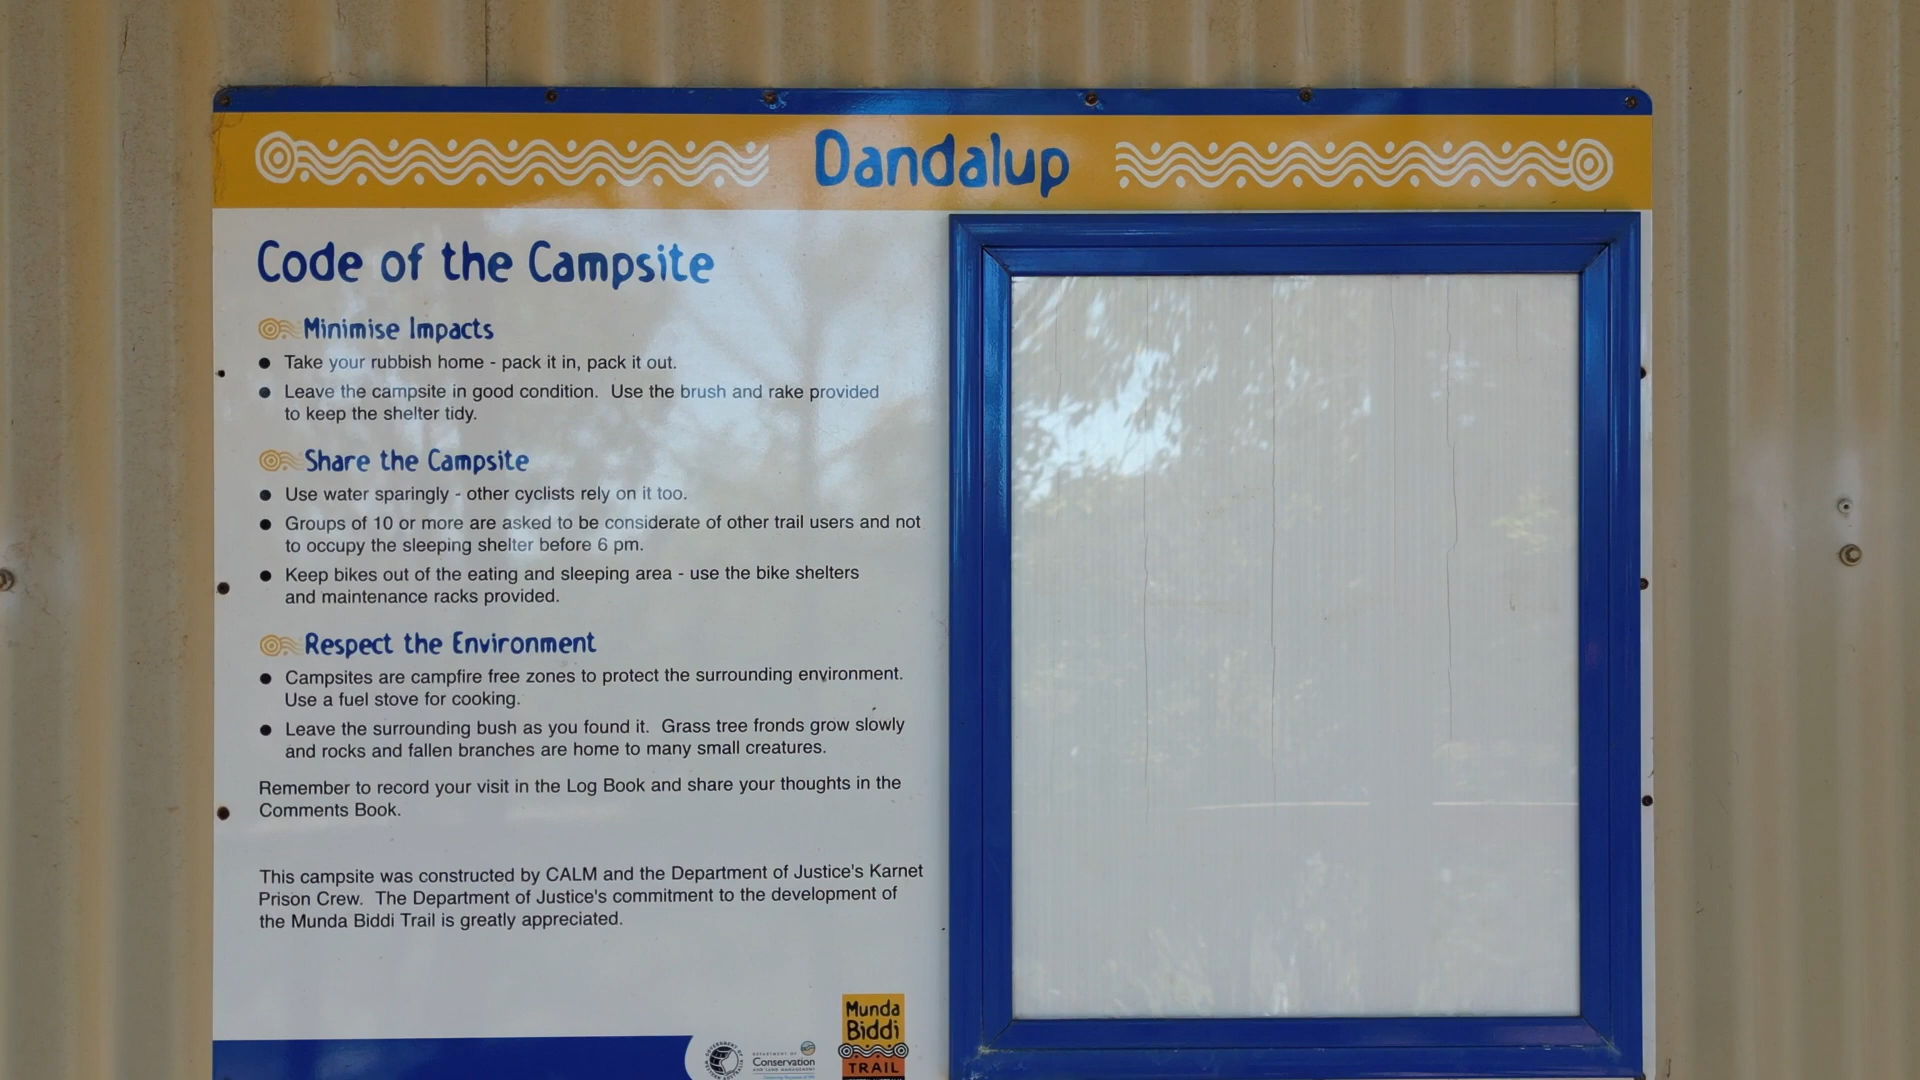 Dandalup
Code of the Campsite
Minimise Impacts
● Take your rubbish home - pack it in, pack it out.
● Leave the campsite in good condition.  Use the brush and rake provided
to keep the shelter tidy.
Share the Campsite
● Use water sparingly - other cyclists rely on it too.
● Groups of 10 or more are asked to be considerate of other trail users and not
to occupy the sleeping shelter before 6 pm.
● Keep bikes out of the eating and sleeping area - use the bike shelters
and maintenance racks provided.
Respect the Environment
● Campsites are campfire free zones to protect the surrounding environment.
Use a fuel stove for cooking.
● Leave the surrounding bush as you found it.  Grass tree fronds grow slowly
and rocks and fallen branches are home to many small creatures.
Remember to record your visit in the Log Book and share your thoughts in the
Comments Book.
This campsite was constructed by CALM and the Department of Justice's Karnet
Prison Crew.  The Department of Justice's commitment to the development of
the Munda Biddi Trail is greatly appreciated.
DEPARTMENT OF
Conservation
AND LAND MANAGEMENT
Munda
Biddi
TRAIL